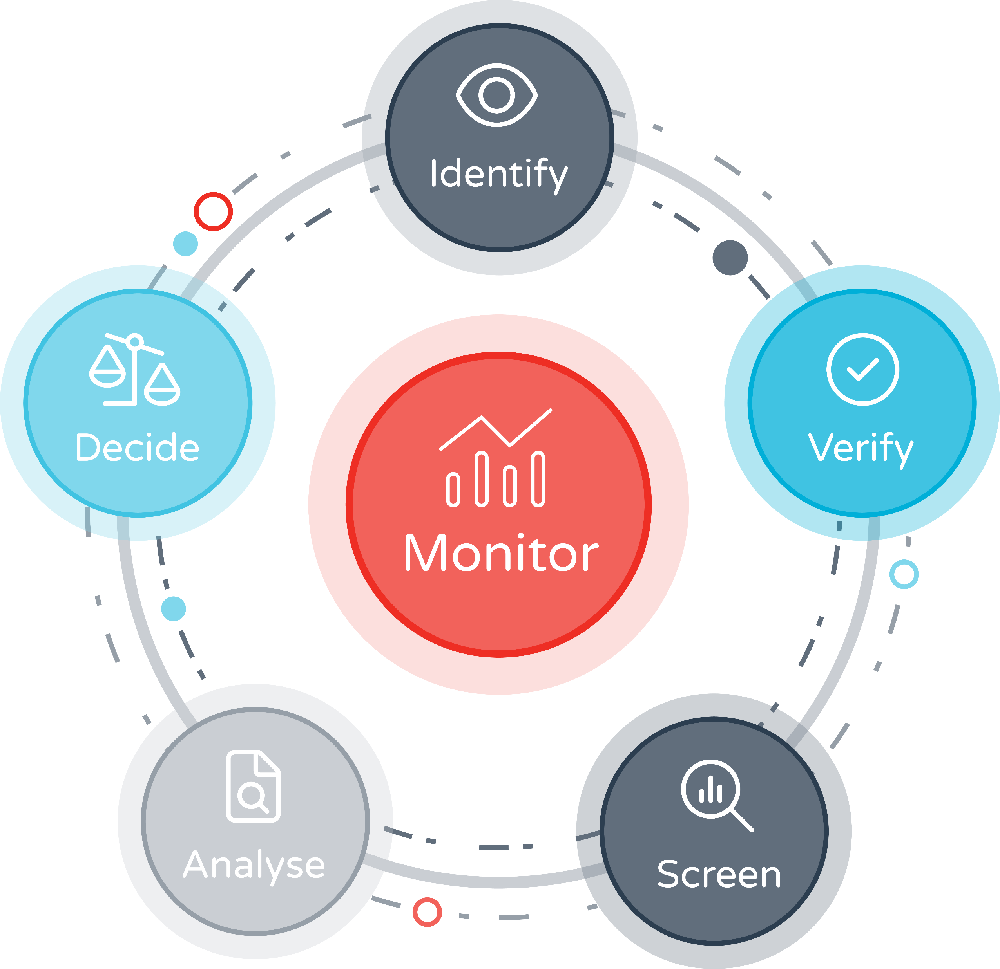 Identify
Verify
Screen
Analyse
Decide
Monitor